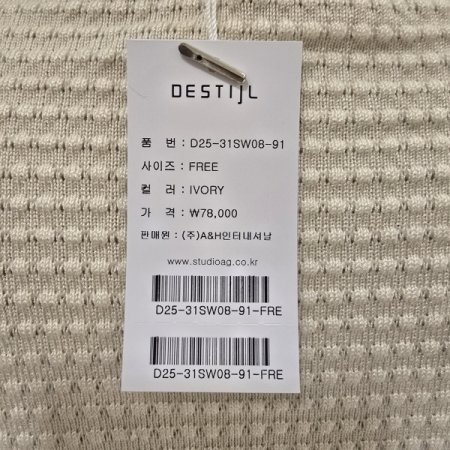 DESTIJL
품 번 : D25-31SW08-91
사이즈 : FREE
컬 러 : IVORY
가 격 : ₩78,000
판매원 : (주)A&H인터내셔날
www.studioag.co.kr
D25-31SW08-91-FRE
D25-31SW08-91-FRE